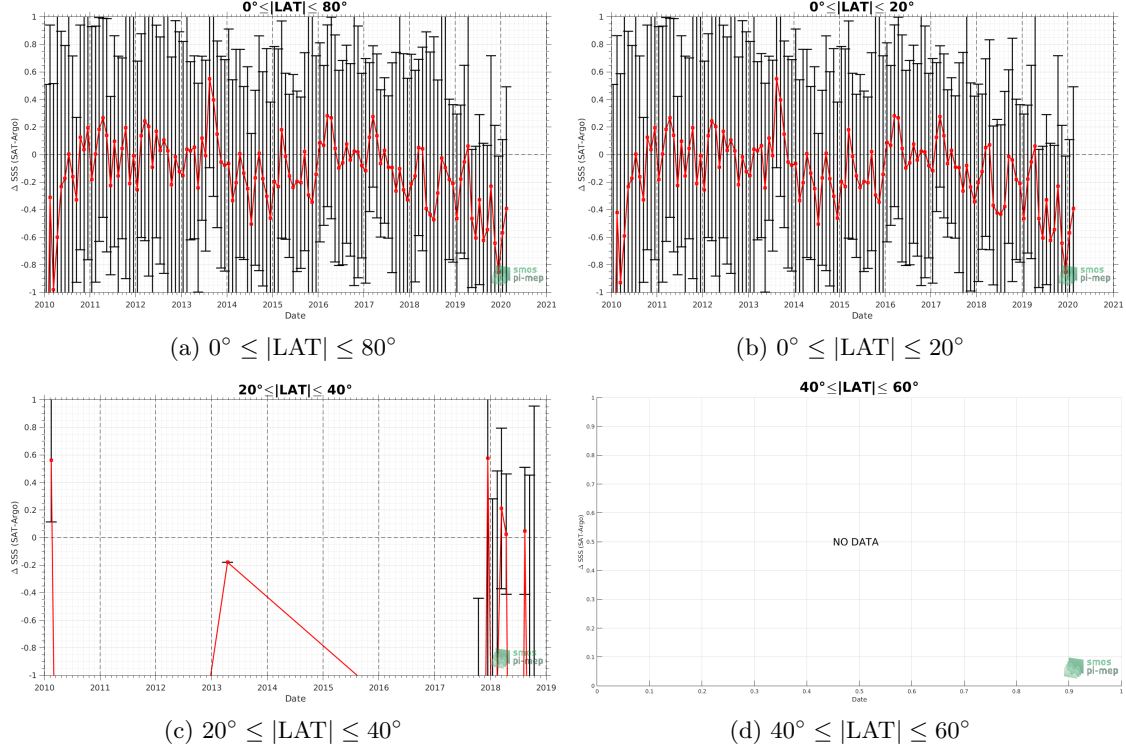 0°≤|LAT|≤ 80°
Δ SSS (SAT-Argo)
1
0.8
0.6
0.4
0.2
0
-0.2
-0.4
-0.6
-0.8
-1
2010 2011 2012 2013 2014 2015 2016 2017 2018 2019 2020 2021
Date
smos
pi-mep
(a) 0° ≤ |LAT| ≤ 80°
0°≤|LAT|≤ 20°
Δ SSS (SAT-Argo)
1
0.8
0.6
0.4
0.2
0
-0.2
-0.4
-0.6
-0.8
-1
2010 2011 2012 2013 2014 2015 2016 2017 2018 2019 2020 2021
Date
smos
pi-mep
(b) 0° ≤ |LAT| ≤ 20°
20°≤|LAT|≤ 40°
Δ SSS (SAT-Argo)
1
0.8
0.6
0.4
0.2
0
-0.2
-0.4
-0.6
-0.8
-1
2010 2011 2012 2013 2014 2015 2016 2017 2018 2019
Date
smos
pi-mep
(c) 20° ≤ |LAT| ≤ 40°
40°≤|LAT|≤ 60°
Δ SSS (SAT-Argo)
1
0.9
0.8
0.7
0.6
0.5
0.4
0.3
0.2
0.1
0
NO DATA
0 0.1 0.2 0.3 0.4 0.5 0.6 0.7 0.8 0.9 1
Date
smos
pi-mep
(d) 40° ≤ |LAT| ≤ 60°